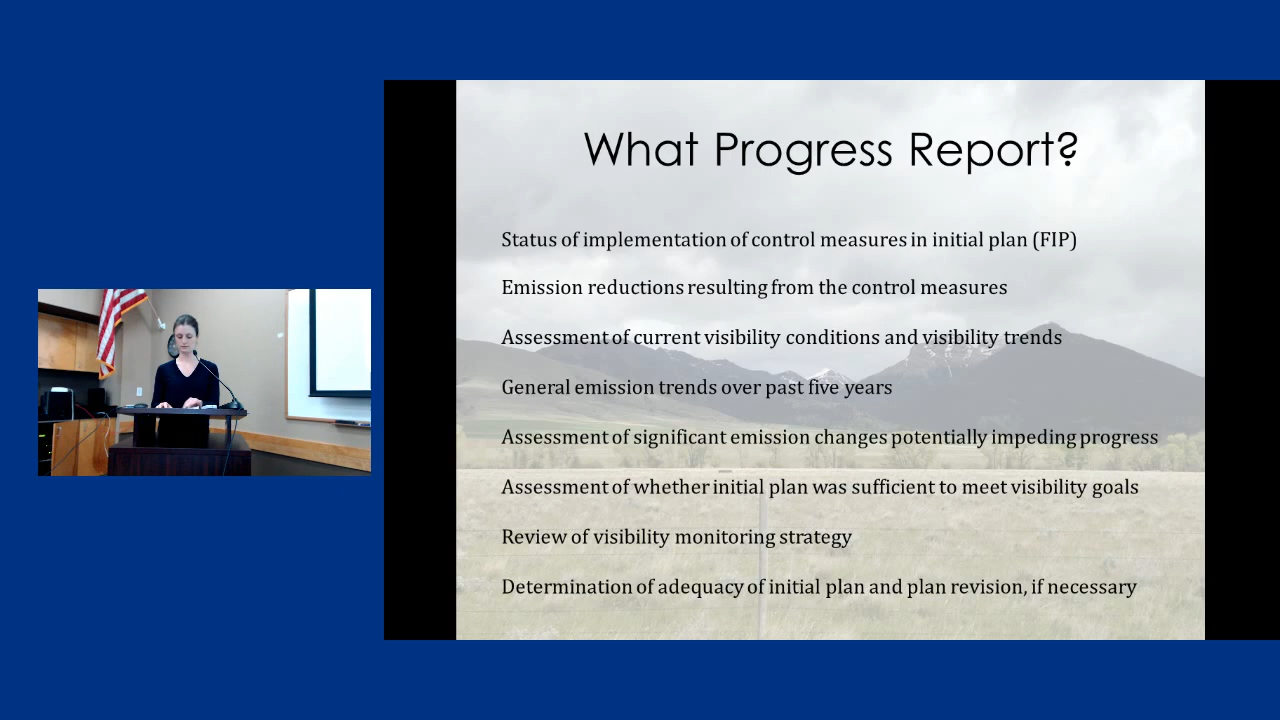 What Progress Report?
Status of implementation of control measures in initial plan (FIP)
Emission reductions resulting from the control measures
Assessment of current visibility conditions and visibility trends
General emission trends over past five years
Assessment of significant emission changes potentially impeding progress
Assessment of whether initial plan was sufficient to meet visibility goals
Review of visibility monitoring strategy
Determination of adequacy of initial plan and plan revision, if necessary